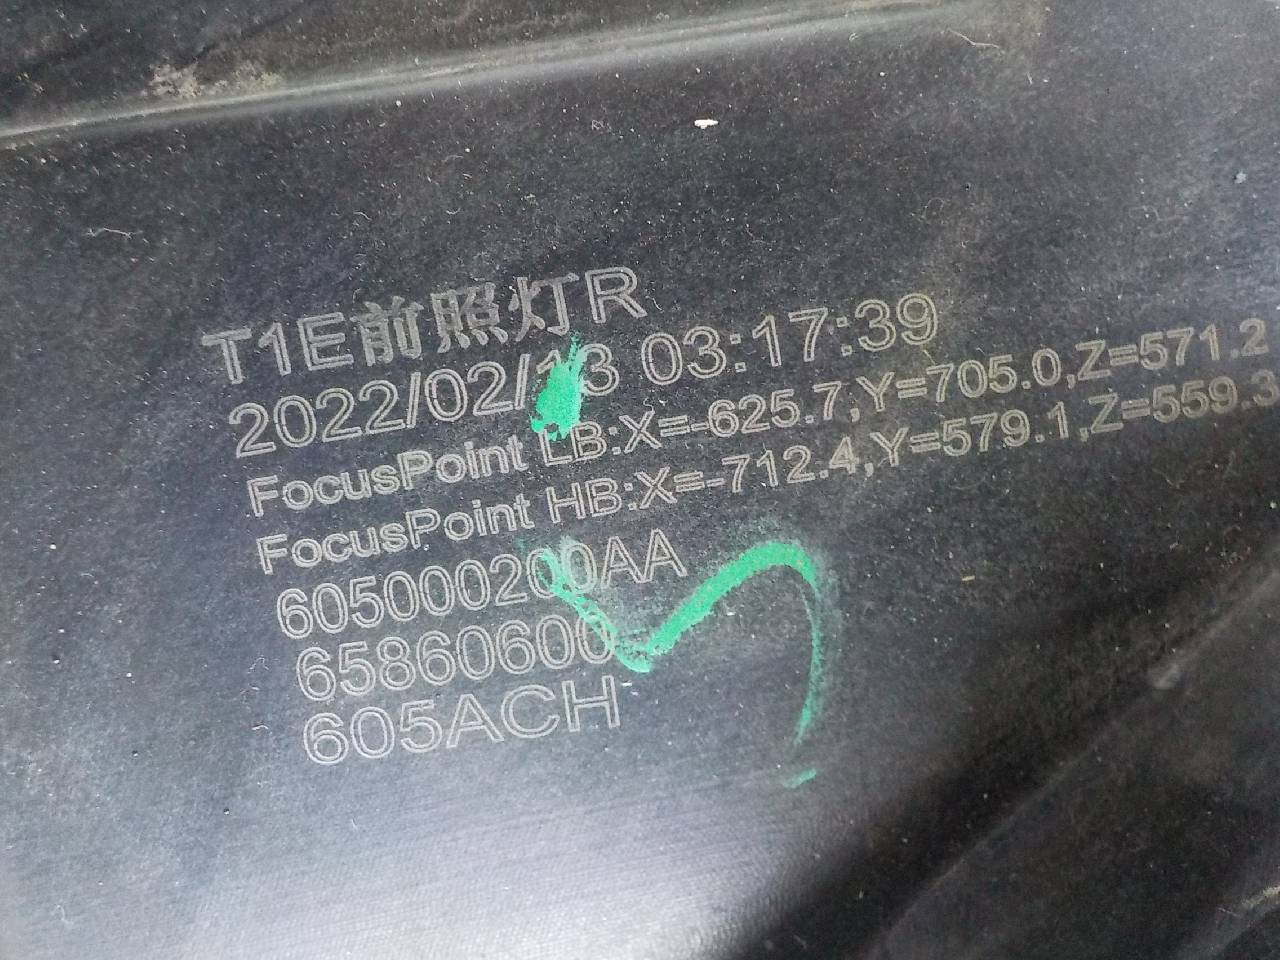 T1E前照灯R
2022/02/13 03:17:39
FocusPoint LB:X=-625.7,Y=705.0,Z=571.2
FocusPoint HB:X=-712.4,Y=579.1,Z=559.3
605000200AA
65860600
605ACH